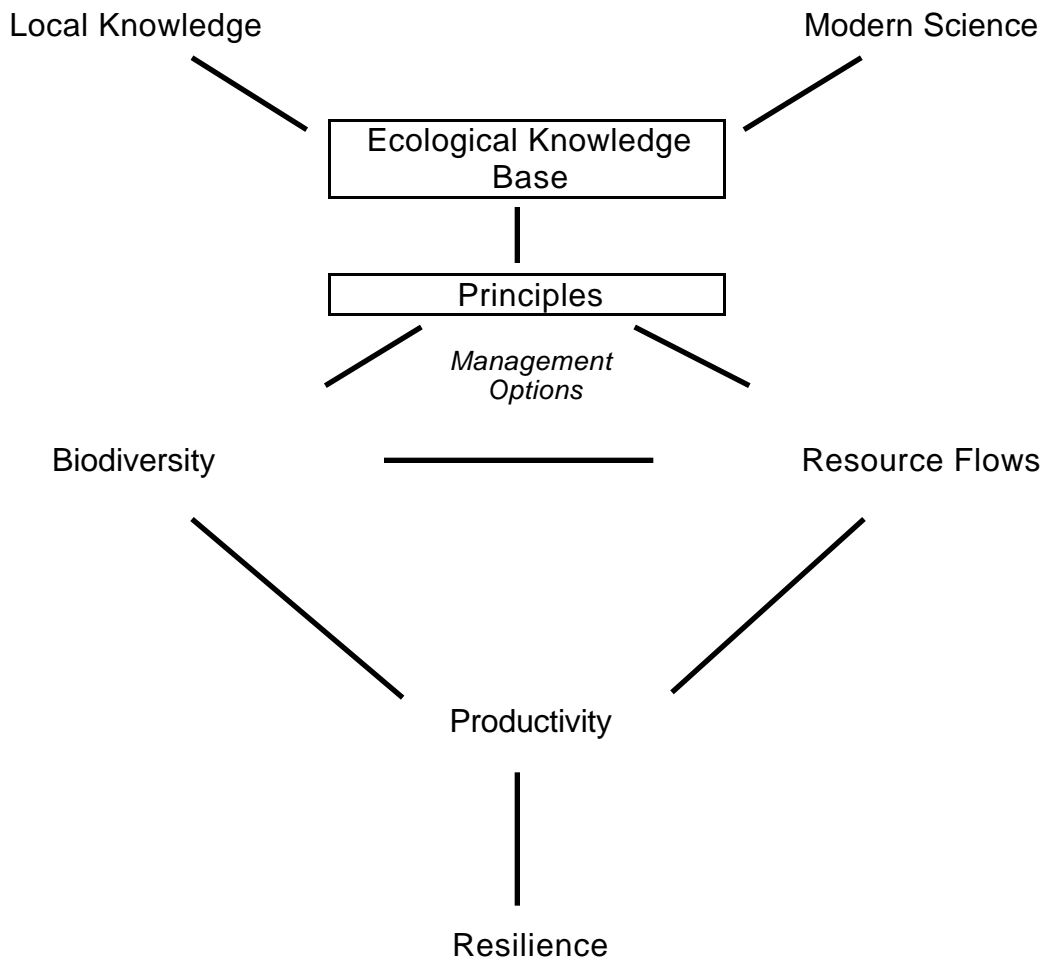 Local Knowledge
Modern Science
Ecological Knowledge
Base
Principles
Management
Options
Biodiversity
Resource Flows
Productivity
Resilience